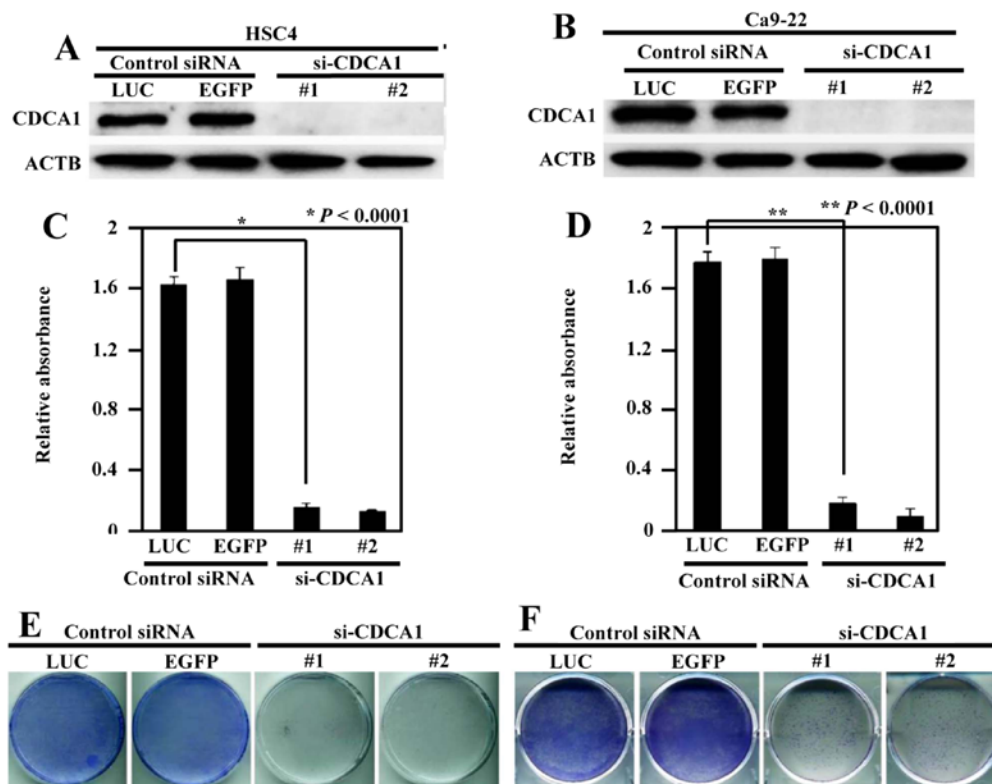 A
HSC4
Control siRNA si-CDCA1
LUC EGFP #1 #2
CDCA1
ACTB
B
Ca9-22
Control siRNA si-CDCA1
LUC EGFP #1 #2
CDCA1
ACTB
C
* P < 0.0001
*
Relative absorbance
2
1.6
1.2
0.8
0.4
0
LUC EGFP #1 #2
Control siRNA si-CDCA1
D
** P < 0.0001
**
Relative absorbance
2
1.6
1.2
0.8
0.4
0
LUC EGFP #1 #2
Control siRNA si-CDCA1
E
Control siRNA si-CDCA1
LUC EGFP #1 #2
F
Control siRNA si-CDCA1
LUC EGFP #1 #2